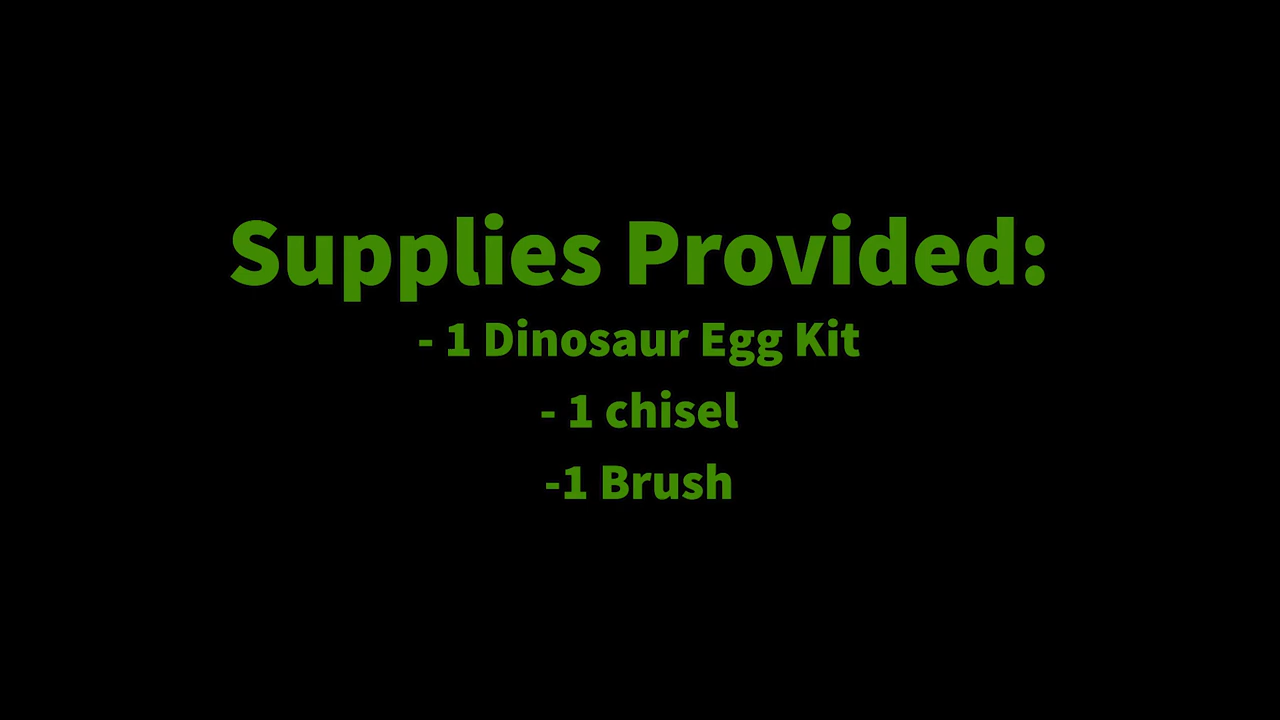 Supplies Provided:
- 1 Dinosaur Egg Kit
- 1 chisel
-1 Brush